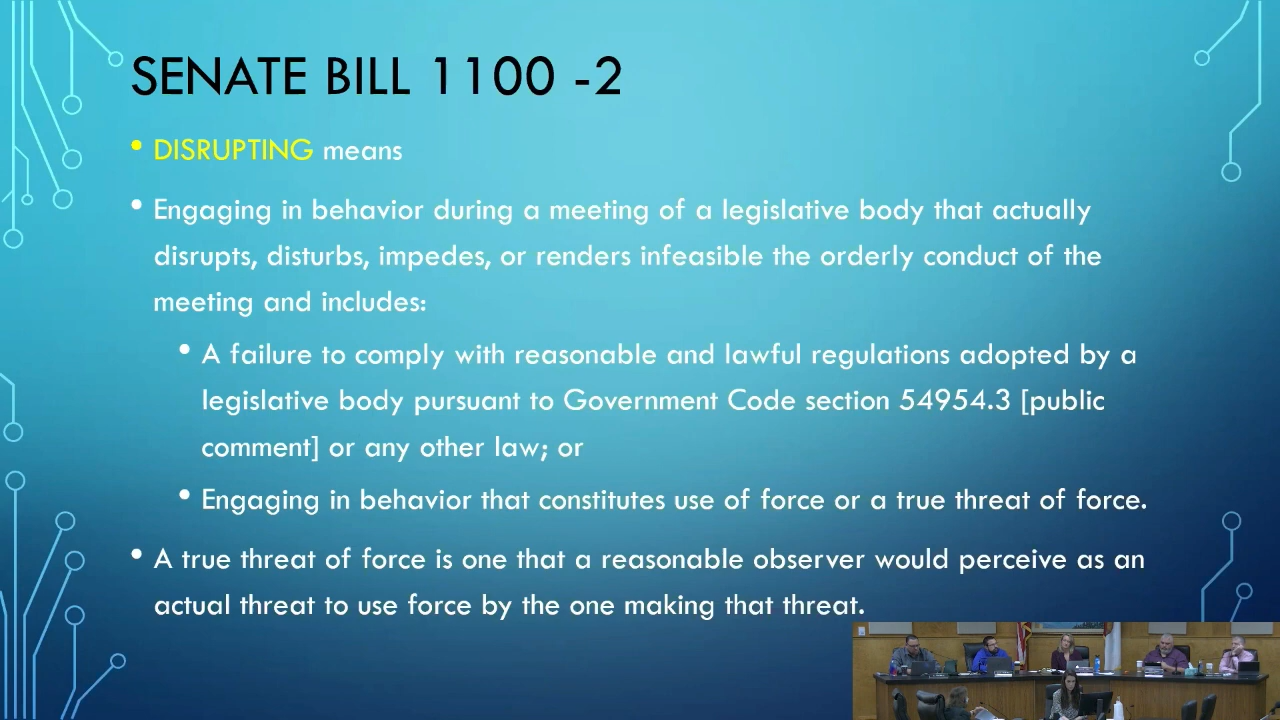 SENATE BILL 1100 -2
• DISRUPTING means
• Engaging in behavior during a meeting of a legislative body that actually
disrupts, disturbs, impedes, or renders infeasible the orderly conduct of the
meeting and includes:
• A failure to comply with reasonable and lawful regulations adopted by a
legislative body pursuant to Government Code section 54954.3 [public
comment] or any other law; or
• Engaging in behavior that constitutes use of force or a true threat of force.
• A true threat of force is one that a reasonable observer would perceive as an
actual threat to use force by the one making that threat.